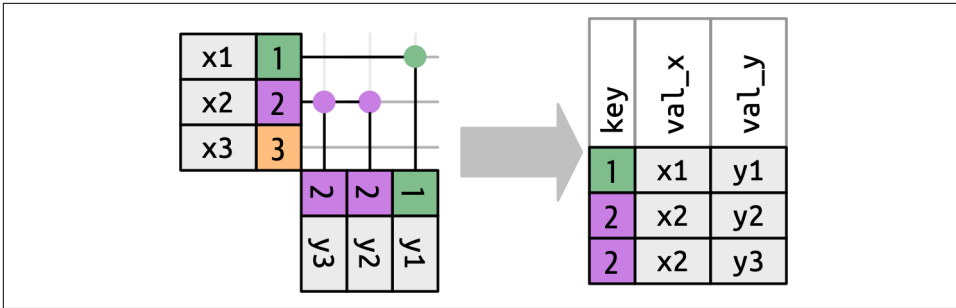 x1 1
x2 2
x3 3
2 2 1
y3 y2 y1
key val_x val_y
1 x1 y1
2 x2 y2
2 x2 y3